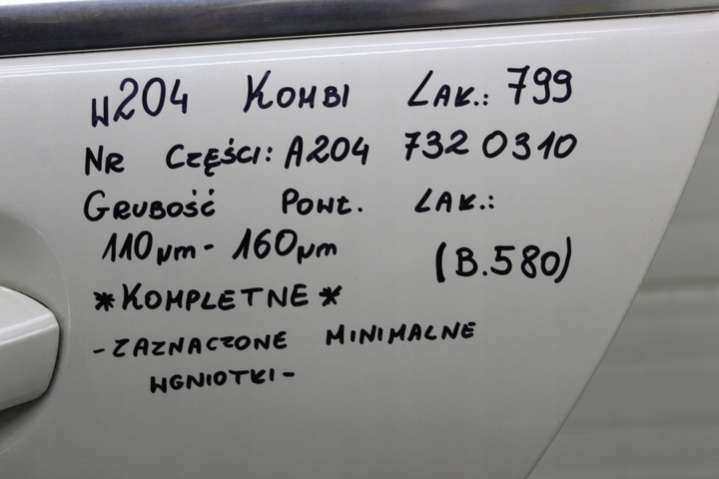 W204 KOMBI LAK.: 799
NR CZĘŚCI: A204 732 0310
GRUBOŚĆ POWŁ. LAK.:
110µm - 160µm (B.580)
*KOMPLETNE*
- ZAZNACZONE MINIMALNE
WGNIOTKI -